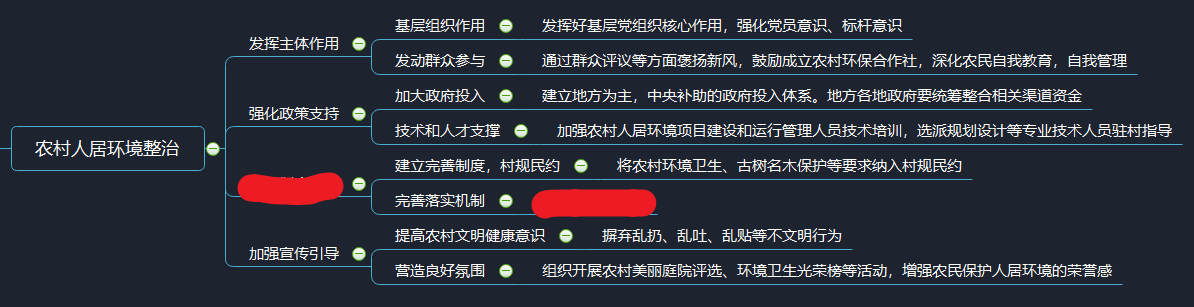 基层组织作用 发挥好基层党组织核心作用，强化党员意识、标杆意识
发挥主体作用
发动群众参与 通过群众评议等方面褒扬新风，鼓励成立农村环保合作社，深化农民自我教育，自我管理
加大政府投入 建立地方为主，中央补助的政府投入体系。地方各地政府要统筹整合相关渠道资金
强化政策支持
技术和人才支撑 加强农村人居环境项目建设和运行管理人员技术培训，选派规划设计等专业技术人员驻村指导
农村人居环境整治
建立完善制度，村规民约 将农村环境卫生、古树名木保护等要求纳入村规民约
完善落实机制
提高农村文明健康意识 摒弃乱扔、乱吐、乱贴等不文明行为
加强宣传引导
营造良好氛围 组织开展农村美丽庭院评选、环境卫生光荣榜等活动，增强农民保护人居环境的荣誉感